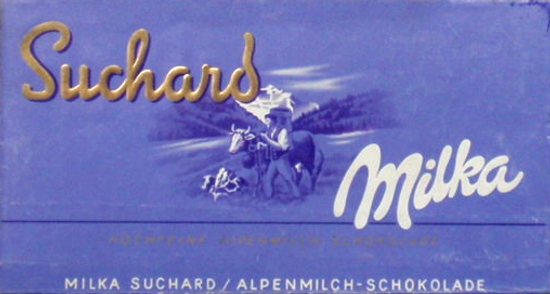 Suchard
Milka
HOCHFEINE ALPENMILCH SCHOKOLADE
MILKA SUCHARD / ALPENMILCH-SCHOKOLADE